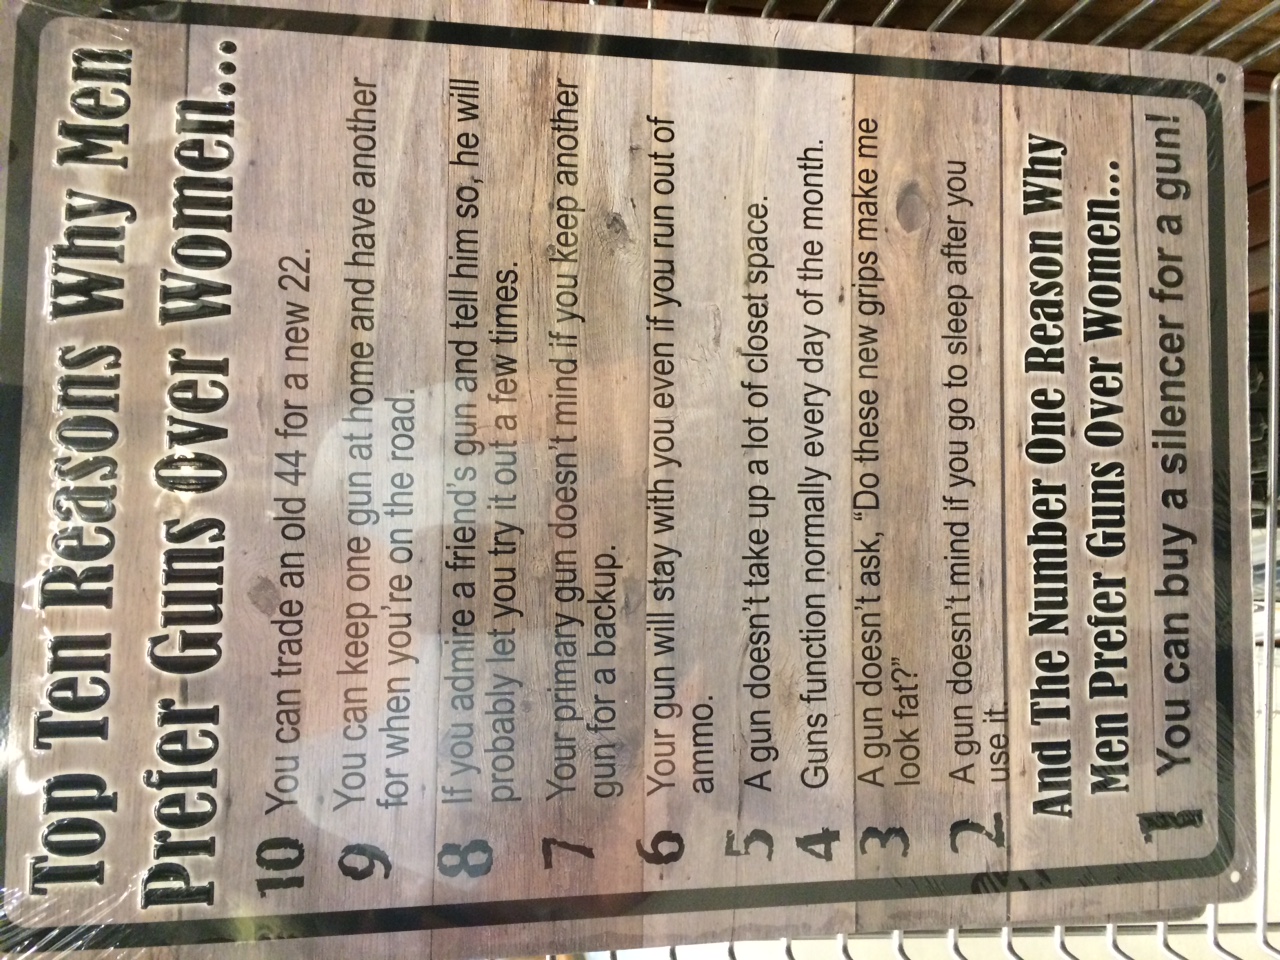 Top Ten Reasons Why Men
Prefer Guns Over Women...
10 You can trade an old 44 for a new 22.
9 You can keep one gun at home and have another
for when you're on the road.
8 If you admire a friend's gun and tell him so, he will
probably let you try it out a few times.
7 Your primary gun doesn't mind if you keep another
gun for a backup.
6 Your gun will stay with you even if you run out of
ammo.
5 A gun doesn't take up a lot of closet space.
4 Guns function normally every day of the month.
3 A gun doesn't ask, “Do these new grips make me
look fat?”
2 A gun doesn't mind if you go to sleep after you
use it.
And The Number One Reason Why
Men Prefer Guns Over Women...
1 You can buy a silencer for a gun!